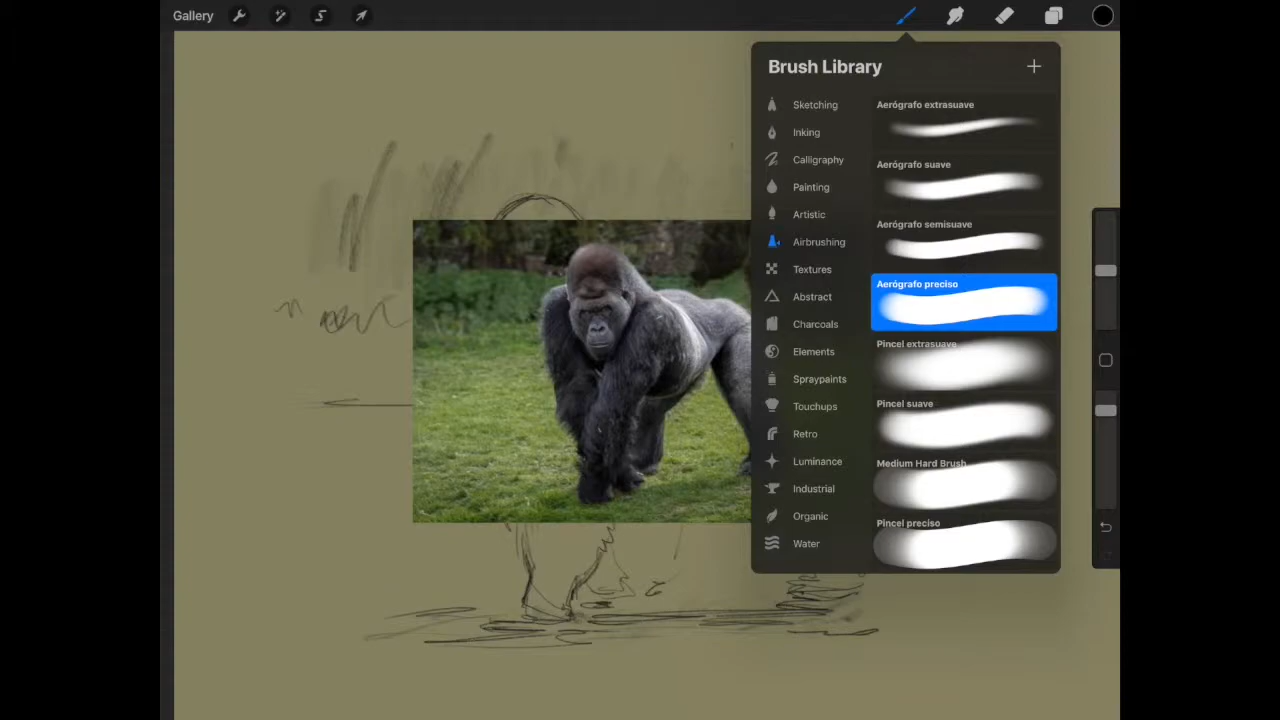 Gallery
Brush Library
Sketching
Inking
Calligraphy
Painting
Artistic
Airbrushing
Textures
Abstract
Charcoals
Elements
Spraypaints
Touchups
Retro
Luminance
Industrial
Organic
Water
Aerógrafo extrasuave
Aerógrafo suave
Aerógrafo semisuave
Aerógrafo preciso
Pincel extrasuave
Pincel suave
Medium Hard Brush
Pincel preciso